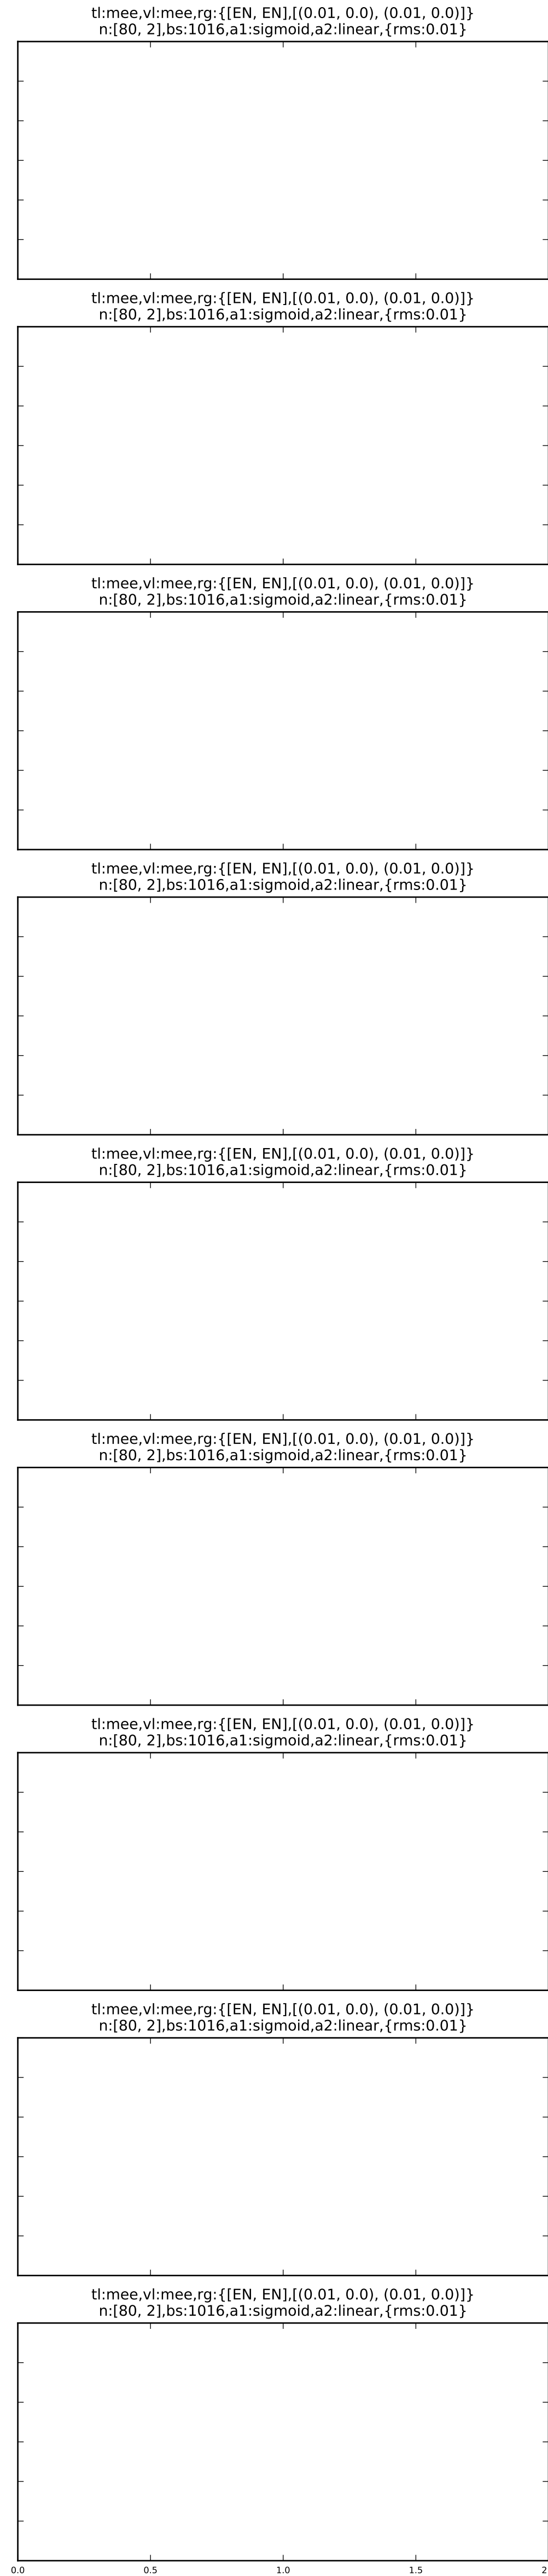 tl:mee,vl:mee,rg:{[EN, EN],[(0.01, 0.0), (0.01, 0.0)]}
n:[80, 2],bs:1016,a1:sigmoid,a2:linear,{rms:0.01}
tl:mee,vl:mee,rg:{[EN, EN],[(0.01, 0.0), (0.01, 0.0)]}
n:[80, 2],bs:1016,a1:sigmoid,a2:linear,{rms:0.01}
tl:mee,vl:mee,rg:{[EN, EN],[(0.01, 0.0), (0.01, 0.0)]}
n:[80, 2],bs:1016,a1:sigmoid,a2:linear,{rms:0.01}
tl:mee,vl:mee,rg:{[EN, EN],[(0.01, 0.0), (0.01, 0.0)]}
n:[80, 2],bs:1016,a1:sigmoid,a2:linear,{rms:0.01}
tl:mee,vl:mee,rg:{[EN, EN],[(0.01, 0.0), (0.01, 0.0)]}
n:[80, 2],bs:1016,a1:sigmoid,a2:linear,{rms:0.01}
tl:mee,vl:mee,rg:{[EN, EN],[(0.01, 0.0), (0.01, 0.0)]}
n:[80, 2],bs:1016,a1:sigmoid,a2:linear,{rms:0.01}
tl:mee,vl:mee,rg:{[EN, EN],[(0.01, 0.0), (0.01, 0.0)]}
n:[80, 2],bs:1016,a1:sigmoid,a2:linear,{rms:0.01}
tl:mee,vl:mee,rg:{[EN, EN],[(0.01, 0.0), (0.01, 0.0)]}
n:[80, 2],bs:1016,a1:sigmoid,a2:linear,{rms:0.01}
tl:mee,vl:mee,rg:{[EN, EN],[(0.01, 0.0), (0.01, 0.0)]}
n:[80, 2],bs:1016,a1:sigmoid,a2:linear,{rms:0.01}
0.0 0.5 1.0 1.5 2